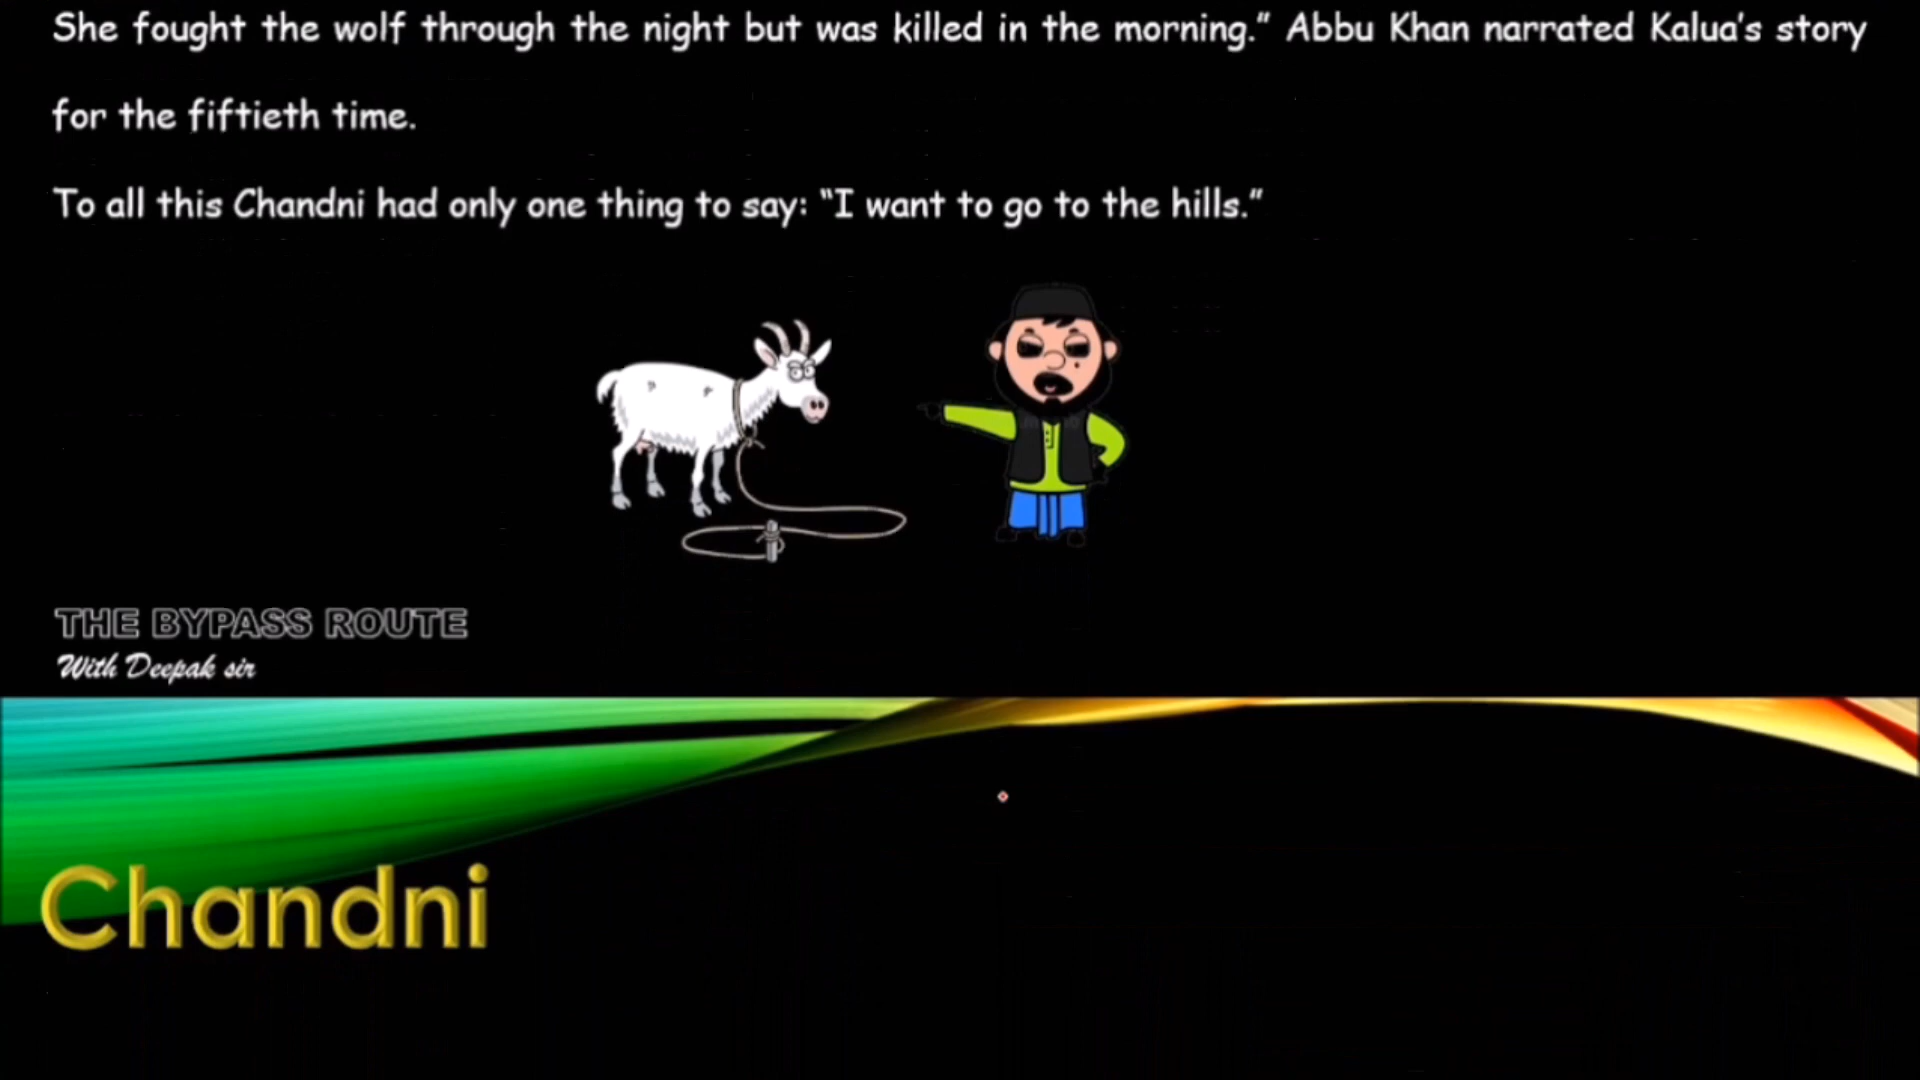 She fought the wolf through the night but was killed in the morning.” Abbu Khan narrated Kalua’s story
for the fiftieth time.
To all this Chandni had only one thing to say: “I want to go to the hills.”
THE BYPASS ROUTE
With Deepak sir
Chandni